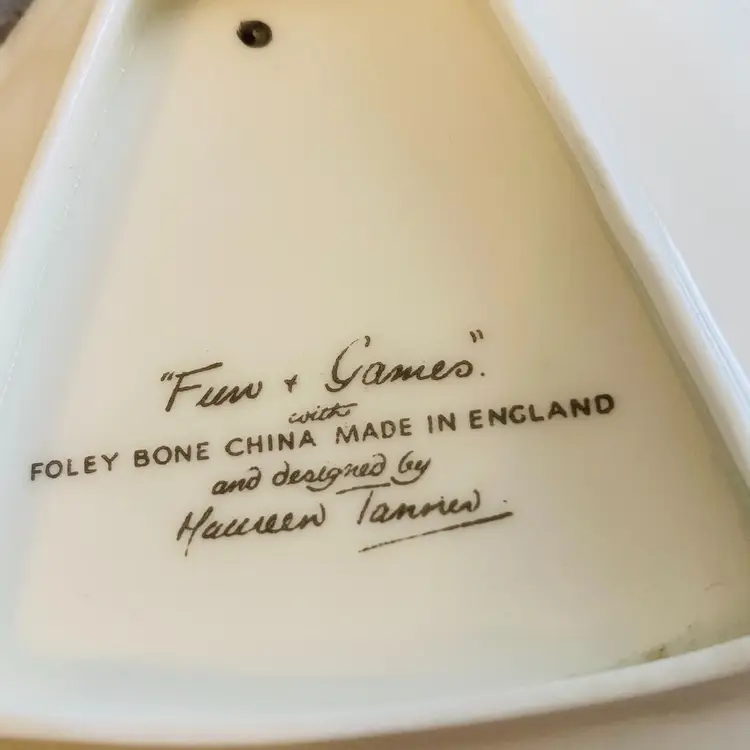 "Fun + Games".
with
FOLEY BONE CHINA MADE IN ENGLAND
and designed by
Maureen Tanner.